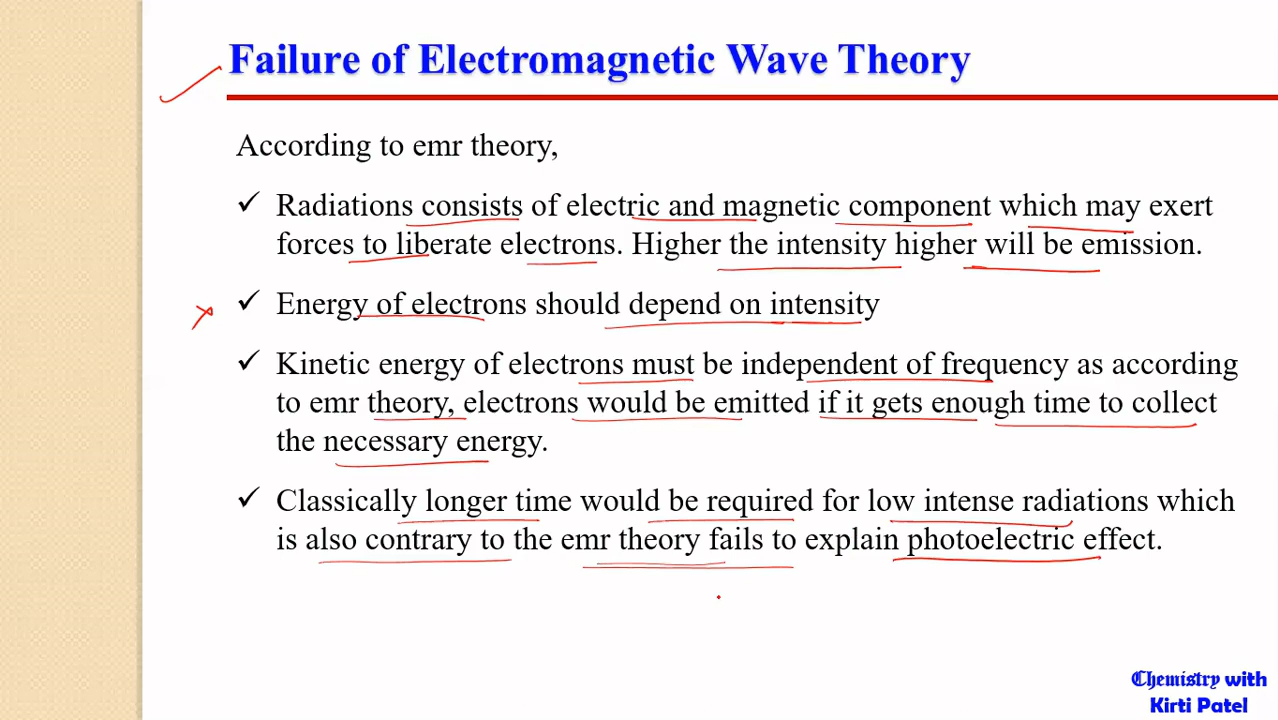 Failure of Electromagnetic Wave Theory
According to emr theory,
✓ Radiations consists of electric and magnetic component which may exert
forces to liberate electrons. Higher the intensity higher will be emission.
✓ Energy of electrons should depend on intensity
✓ Kinetic energy of electrons must be independent of frequency as according
to emr theory, electrons would be emitted if it gets enough time to collect
the necessary energy.
✓ Classically longer time would be required for low intense radiations which
is also contrary to the emr theory fails to explain photoelectric effect.
Chemistry with
Kirti Patel